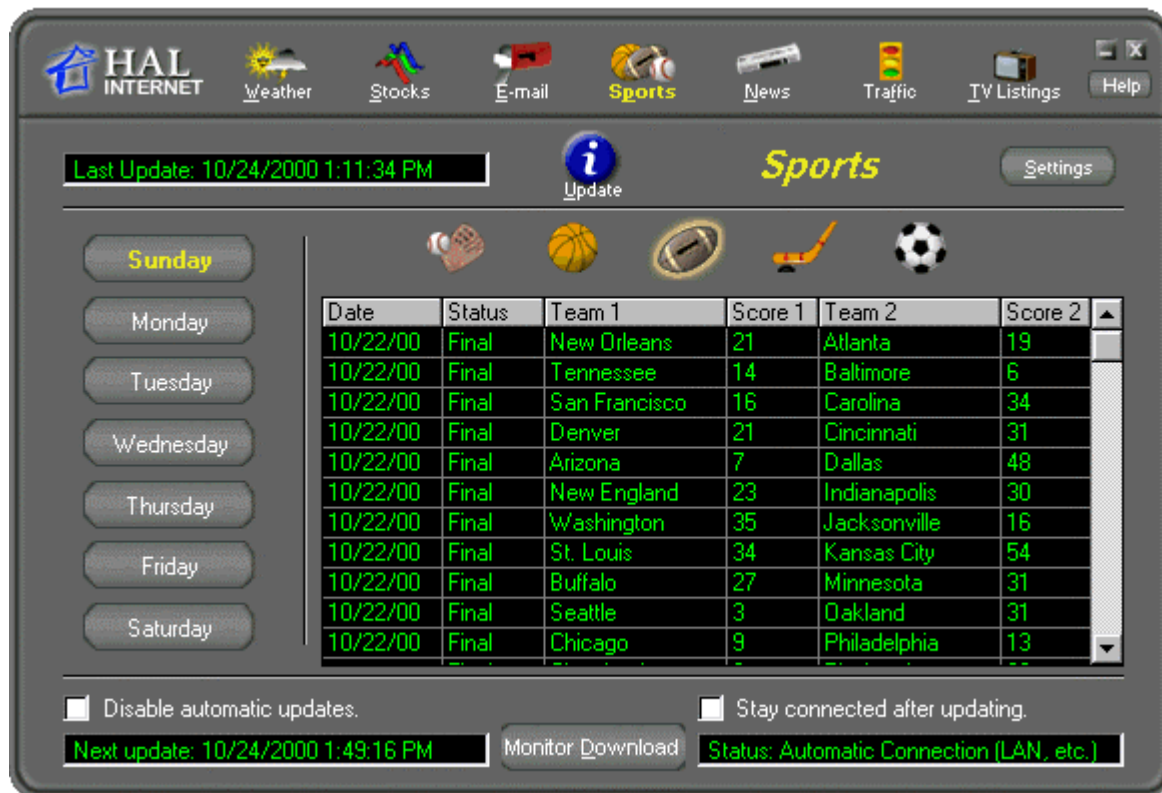 HAL
INTERNET
Weather
Stocks
E-mail
Sports
News
Traffic
TV Listings
Help
Last Update: 10/24/2000 1:11:34 PM
i
Update
Sports
Settings
Sunday
Monday
Tuesday
Wednesday
Thursday
Friday
Saturday
Date Status Team 1 Score 1 Team 2 Score 2
10/22/00 Final New Orleans 21 Atlanta 19
10/22/00 Final Tennessee 14 Baltimore 6
10/22/00 Final San Francisco 16 Carolina 34
10/22/00 Final Denver 21 Cincinnati 31
10/22/00 Final Arizona 7 Dallas 48
10/22/00 Final New England 23 Indianapolis 30
10/22/00 Final Washington 35 Jacksonville 16
10/22/00 Final St. Louis 34 Kansas City 54
10/22/00 Final Buffalo 27 Minnesota 31
10/22/00 Final Seattle 3 Oakland 31
10/22/00 Final Chicago 9 Philadelphia 13
Disable automatic updates.
Stay connected after updating.
Next update: 10/24/2000 1:49:16 PM
Monitor Download
Status: Automatic Connection (LAN, etc.)